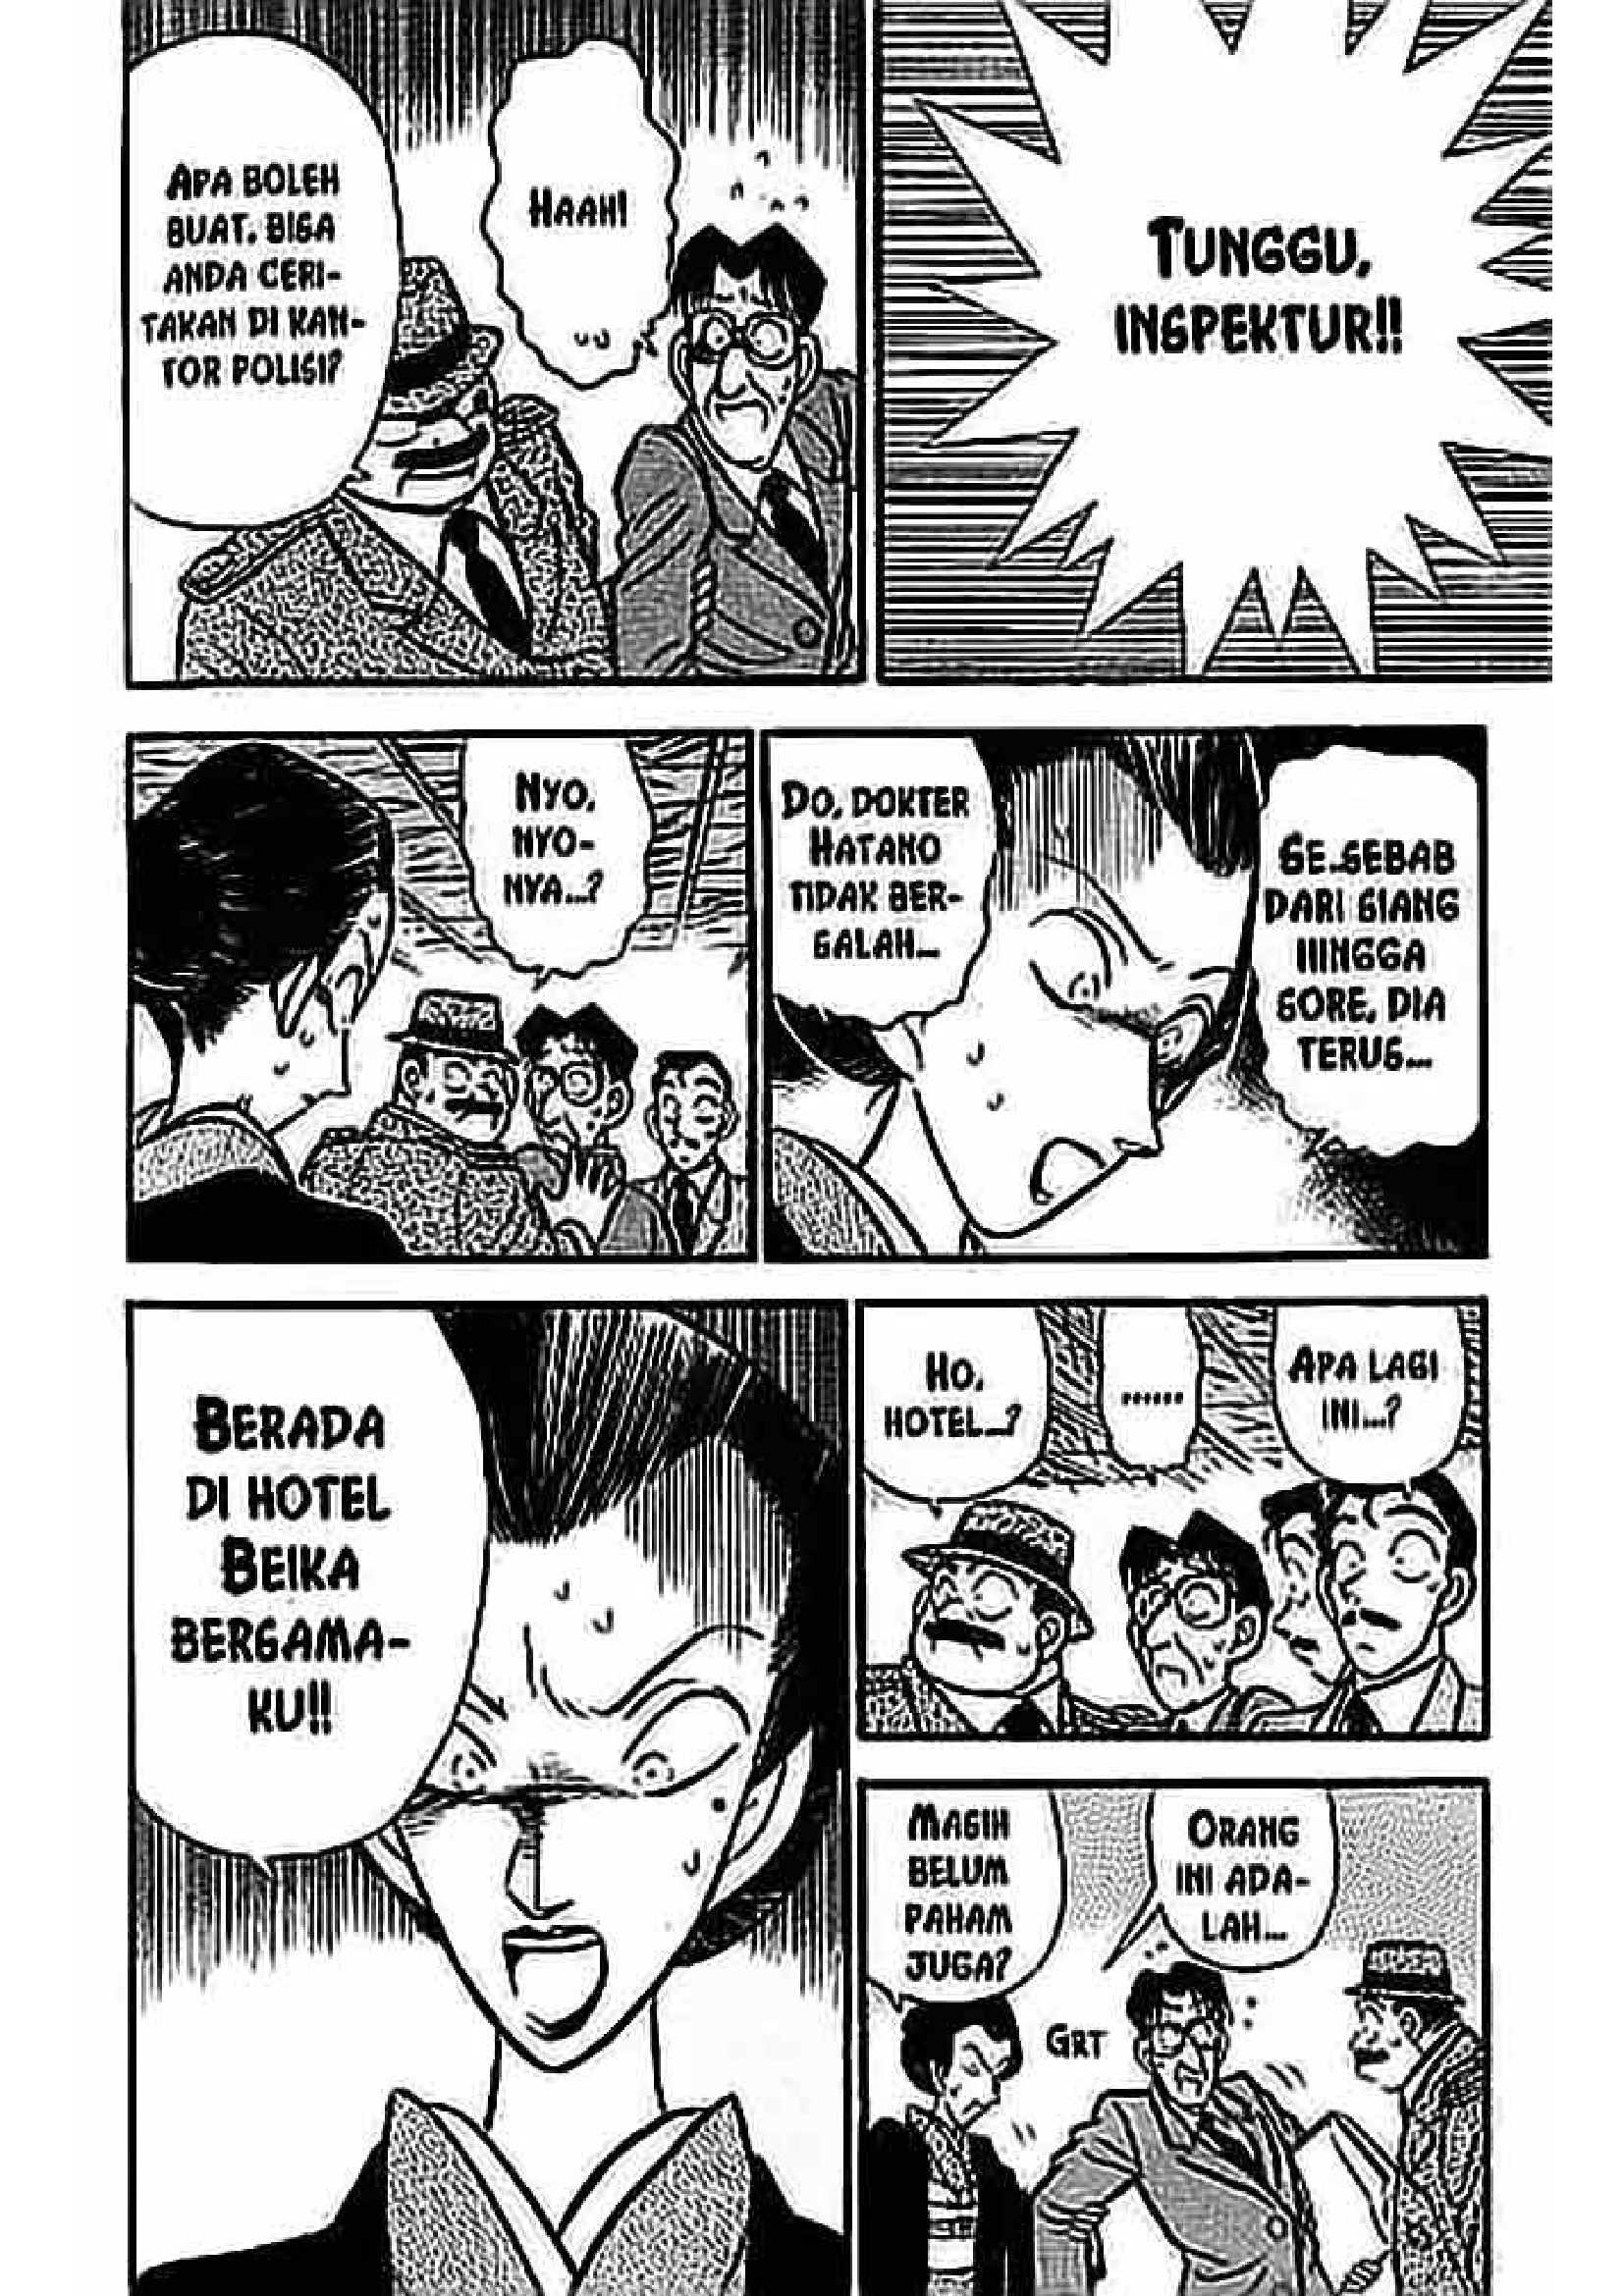 APA BOLEH
BUAT. BISA
ANDA CERI-
TAKAN DI KAN-
TOR POLISI?
HAAH!
TUNGGU,
INSPEKTUR!!
NYO,
NYO-
NYA...?
DO, DOKTER
HATANO
TIDAK BER-
SALAH...
SE..SEBAB
DARI SIANG
HINGGA
SORE, DIA
TERUS...
BERADA
DI HOTEL
BEIKA
BERSAMA-
KU!!
HO,
HOTEL...?
......
APA LAGI
INI...?
MASIH
BELUM
PAHAM
JUGA?
GRT
ORANG
INI ADA-
LAH...